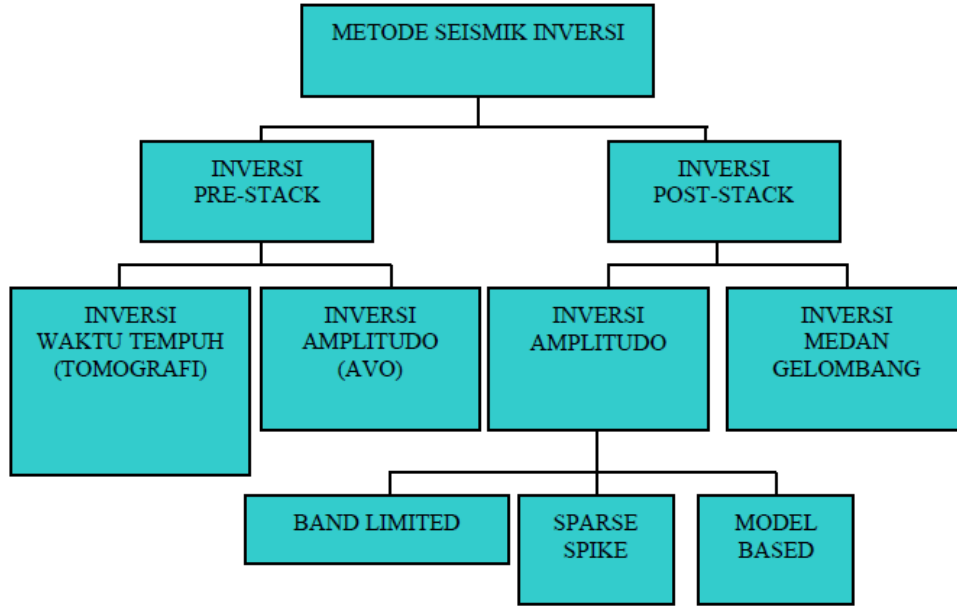 METODE SEISMIK INVERSI
INVERSI
PRE-STACK
INVERSI
POST-STACK
INVERSI
WAKTU TEMPUH
(TOMOGRAFI)
INVERSI
AMPLITUDO
(AVO)
INVERSI
AMPLITUDO
INVERSI
MEDAN
GELOMBANG
BAND LIMITED
SPARSE
SPIKE
MODEL
BASED